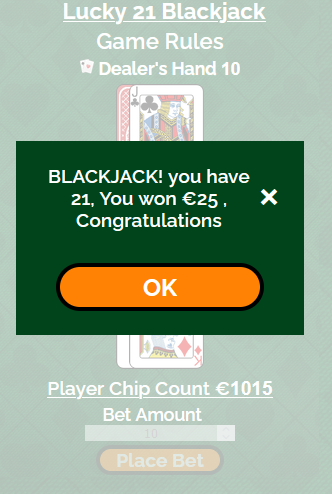 Lucky 21 Blackjack
Game Rules
Dealer's Hand 10
J
BLACKJACK! you have
21, You won €25 ,
Congratulations
×
OK
Player Chip Count €1015
Bet Amount
10
Place Bet